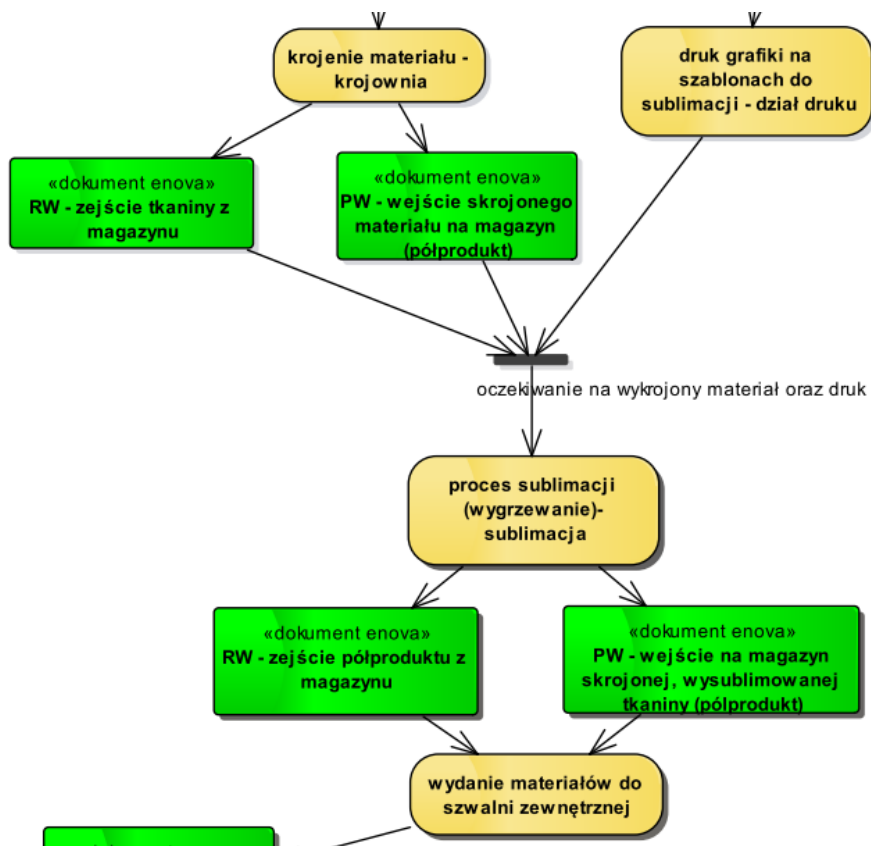 krojenie materiału -
krojownia
druk grafiki na
szablonach do
sublimacji - dział druku
«dokument enova»
RW - zejście tkaniny z
magazynu
«dokument enova»
PW - wejście skrojonego
materiału na magazyn
(półprodukt)
oczekiwanie na wykrojony materiał oraz druk
proces sublimacji
(wygrzewanie)-
sublimacja
«dokument enova»
RW - zejście półproduktu z
magazynu
«dokument enova»
PW - wejście na magazyn
skrojonej, wysublimowanej
tkaniny (pólprodukt)
wydanie materiałów do
szwalni zewnętrznej